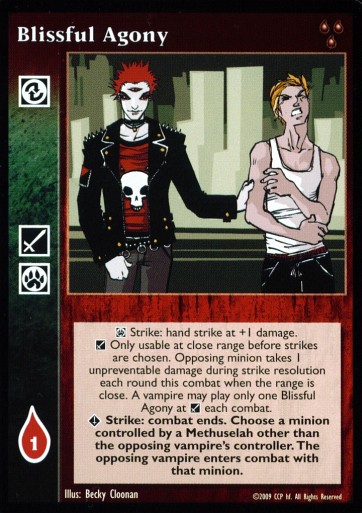 Blissful Agony
Strike: hand strike at +1 damage.
Only usable at close range before strikes
are chosen. Opposing minion takes 1
unpreventable damage during strike resolution
each round this combat when the range is
close. A vampire may play only one Blissful
Agony at each combat.
Strike: combat ends. Choose a minion
controlled by a Methuselah other than
the opposing vampire's controller. The
opposing vampire enters combat with
that minion.
1
Illus: Becky Cloonan
©2009 CCP hf. All Rights Reserved